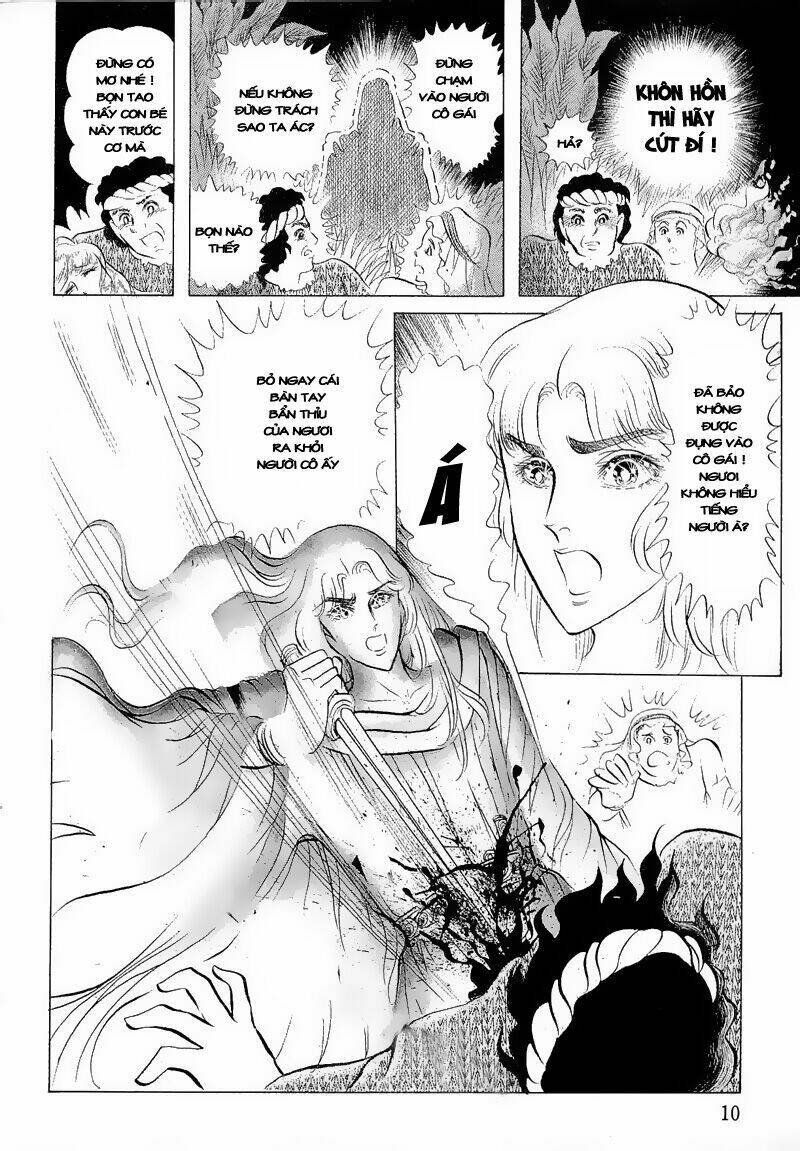 KHÔN HỒN
THÌ HÃY
CÚT ĐÍ !
HẢ?
ĐỪNG
CHẠM
VÀO NGƯỜI
CÔ GÁI
NẾU KHÔNG
ĐỪNG TRÁCH
SAO TA ÁC?
BỌN NÀO
THẾ?
ĐỪNG CÓ
MƠ NHÉ !
BỌN TAO
THẤY CON BÉ
NÀY TRƯỚC
CƠ MÀ
ĐÃ BẢO
KHÔNG
ĐƯỢC
ĐỤNG VÀO
CÔ GÁI !
NGƯƠI
KHÔNG HIỂU
TIẾNG
NGƯỜI À?
Á
BỎ NGAY CÁI
BÀN TAY
BẨN THỈU
CỦA NGƯƠI
RA KHỎI
NGƯỜI CÔ ẤY
10